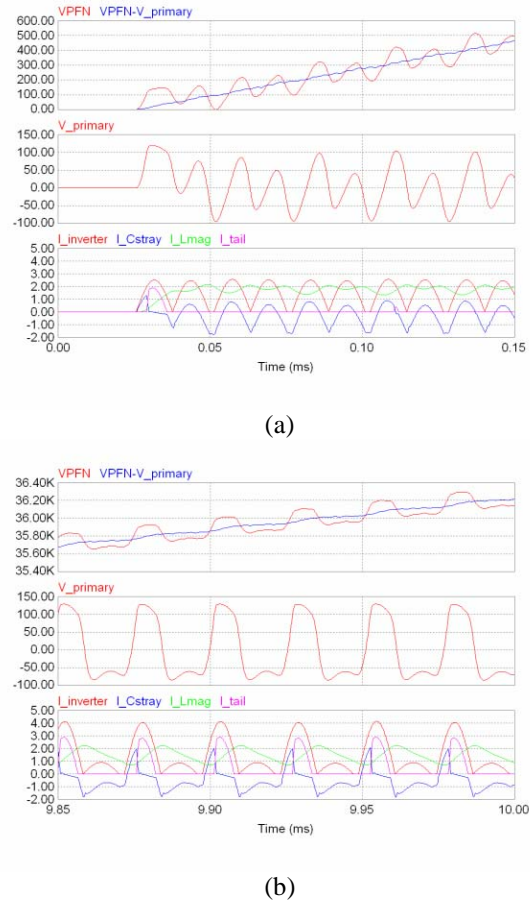 VPFN VPFN-V_primary
600.00
500.00
400.00
300.00
200.00
100.00
0.00
V_primary
150.00
100.00
50.00
0.00
-50.00
-100.00
I_inverter I_Cstray I_Lmag I_tail
5.00
4.00
3.00
2.00
1.00
0.00
-1.00
-2.00
0.00 0.05 0.10 0.15
Time (ms)
(a)
VPFN VPFN-V_primary
36.40K
36.20K
36.00K
35.80K
35.60K
35.40K
V_primary
150.00
100.00
50.00
0.00
-50.00
-100.00
I_inverter I_Cstray I_Lmag I_tail
5.00
4.00
3.00
2.00
1.00
0.00
-1.00
-2.00
9.85 9.90 9.95 10.00
Time (ms)
(b)